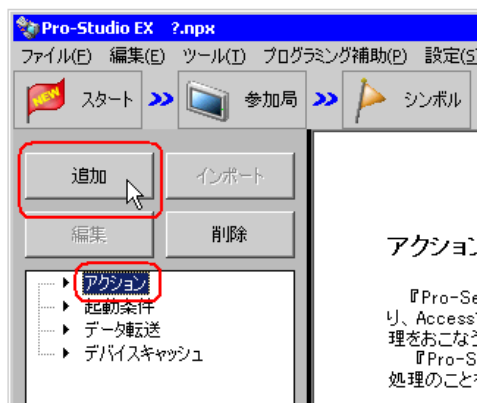 Pro-Studio EX ?.npx
ファイル(F) 編集(E) ツール(T) プログラミング補助(P) 設定(S
NEW スタート 参加局 シンボル
追加 インポート
編集 削除
アクション
起動条件
データ転送
デバイスキャッシュ
アクション
『Pro-Se
り、Access
理をおこなう
『Pro-S
処理のことを